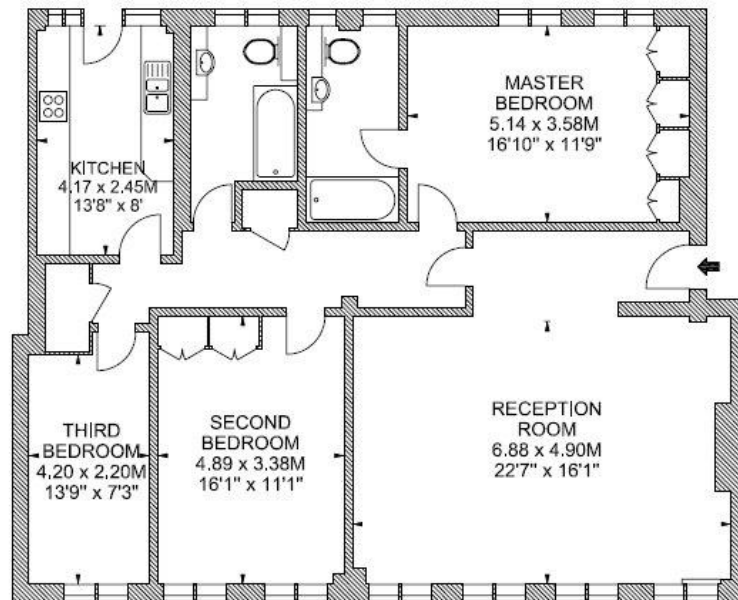 MASTER
BEDROOM
5.14 x 3.58M
16'10" x 11'9"
KITCHEN
4.17 x 2.45M
13'8" x 8'
THIRD
BEDROOM
4.20 x 2.20M
13'9" x 7'3"
SECOND
BEDROOM
4.89 x 3.38M
16'1" x 11'1"
RECEPTION
ROOM
6.88 x 4.90M
22'7" x 16'1"